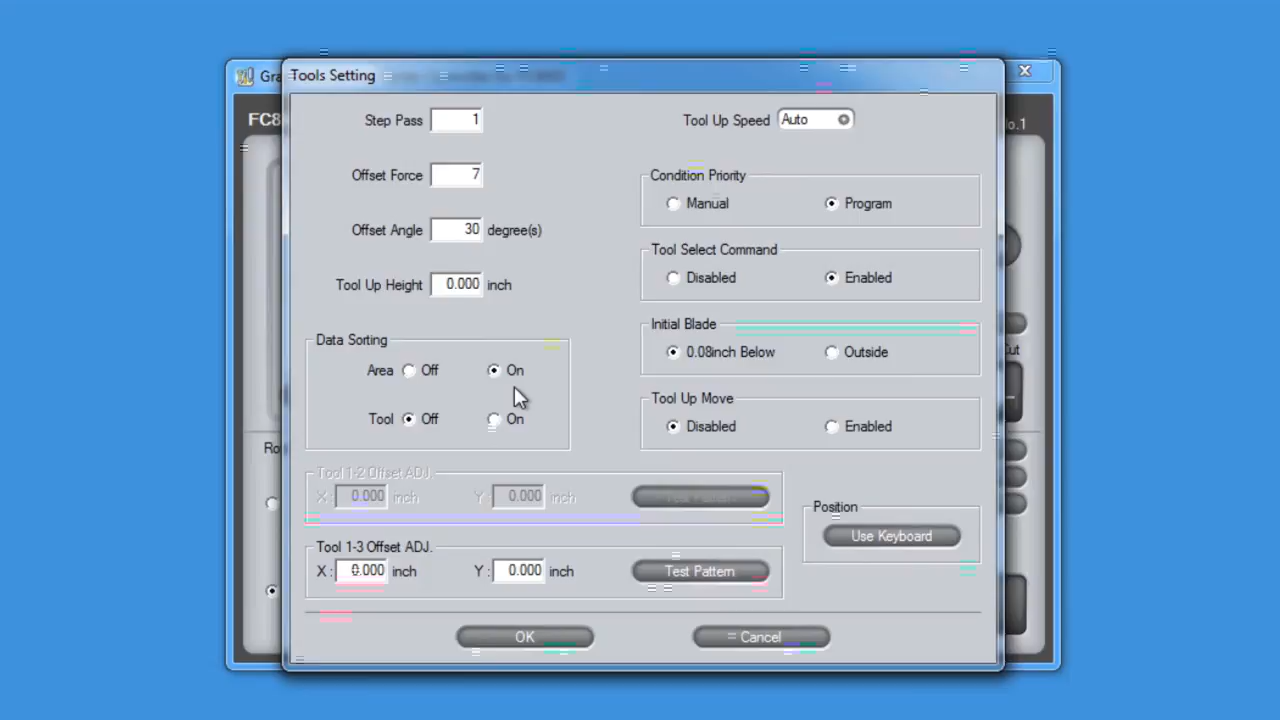 Gra
Tools Setting
FC8
o.1
Step Pass 1
Tool Up Speed Auto
Offset Force 7
Condition Priority
Manual Program
Offset Angle 30 degree(s)
Tool Select Command
Disabled Enabled
Tool Up Height 0.000 inch
Initial Blade
0.08inch Below Outside
Data Sorting
Area Off On
Tool Off On
Tool Up Move
Disabled Enabled
ut
Ro
Tool 1-2 Offset ADJ.
X: 0.000 inch Y: 0.000 inch
Position
Use Keyboard
Tool 1-3 Offset ADJ.
X: 0.000 inch Y: 0.000 inch Test Pattern
OK Cancel